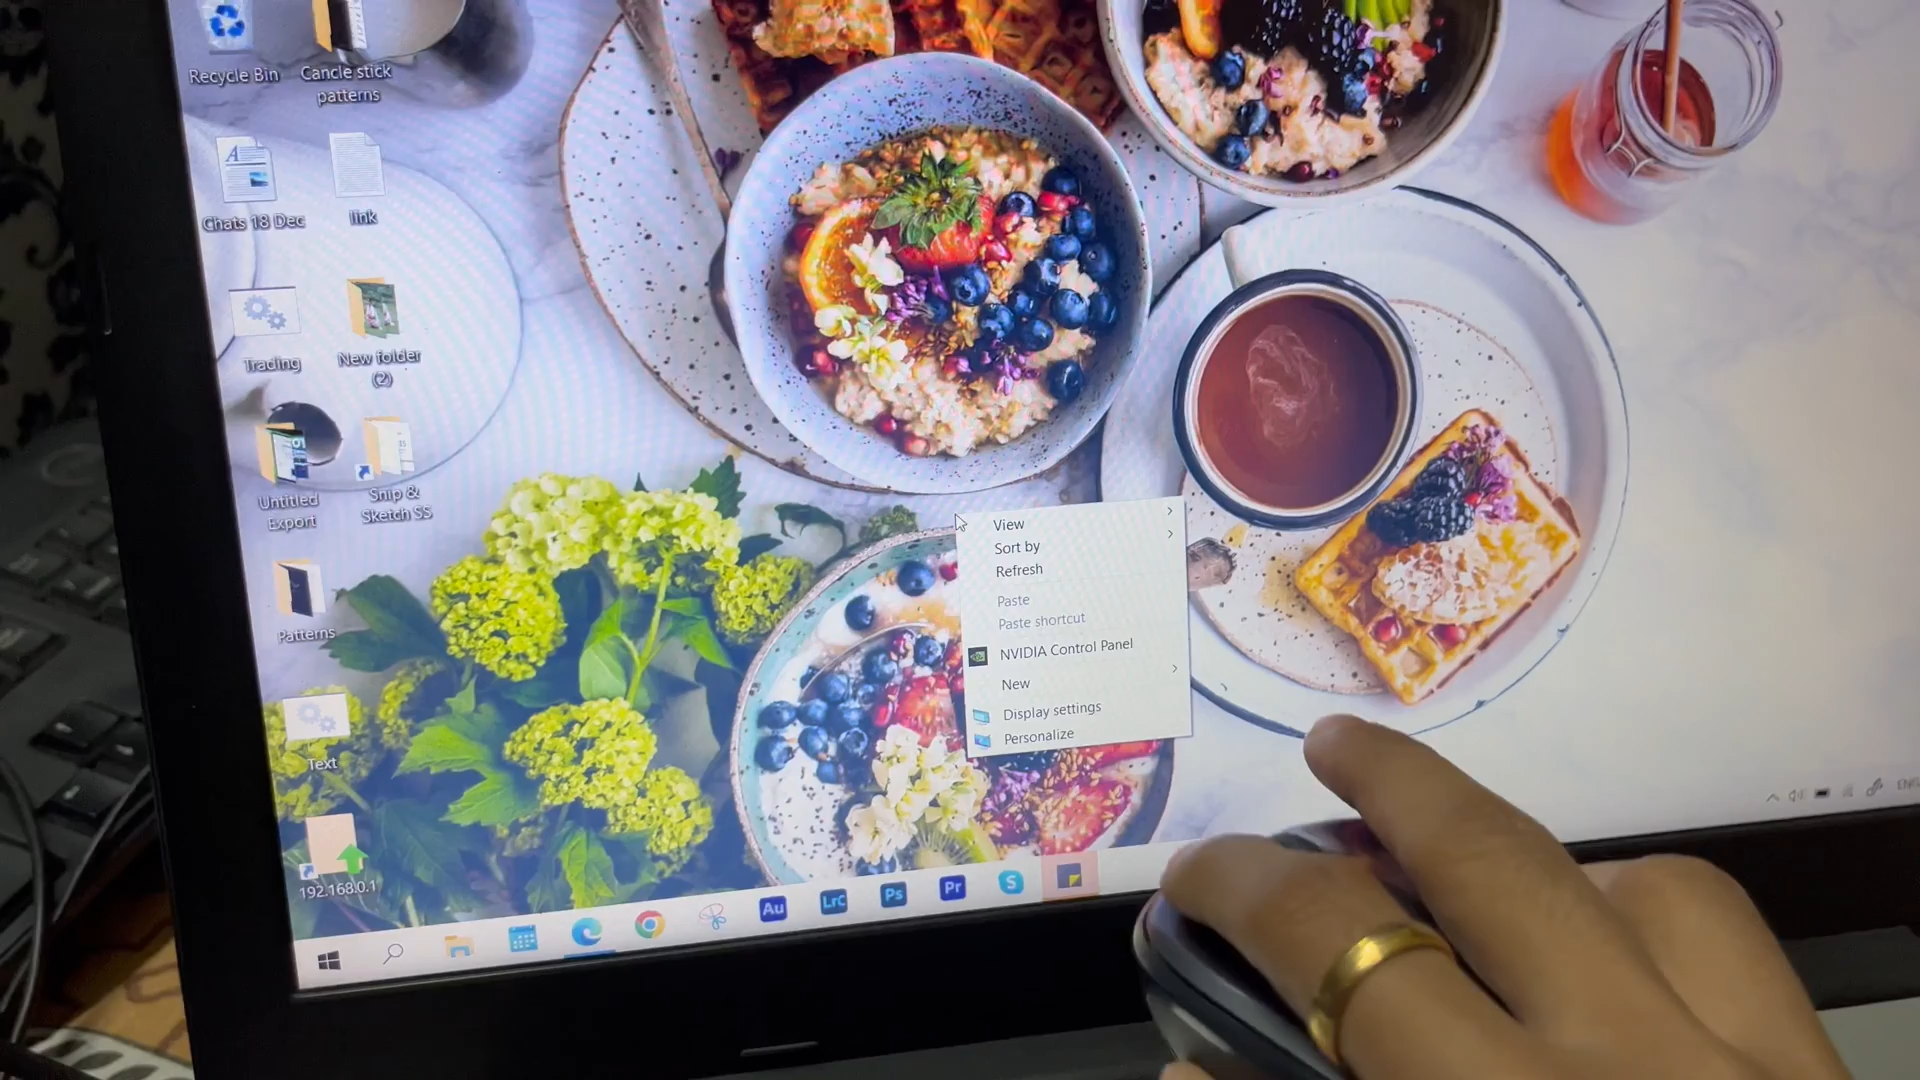 Recycle Bin
Cancle stick
patterns
Chats 18 Dec
link
Trading
New folder
(2)
Untitled
Export
Snip &
Sketch SS
Patterns
Text
192.168.0.1
View
Sort by
Refresh
Paste
Paste shortcut
NVIDIA Control Panel
New
Display settings
Personalize
Au
LrC
Ps
Pr
S